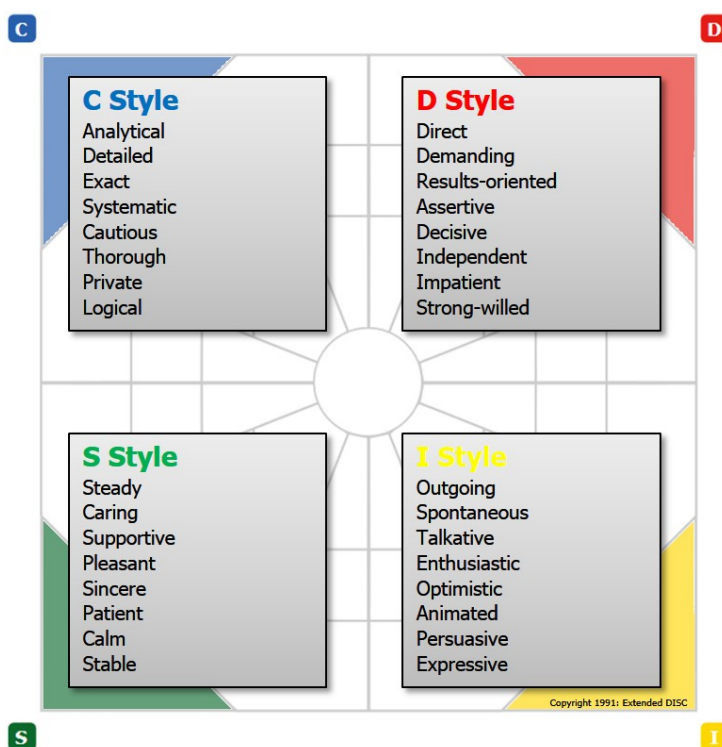 C
D
C Style
Analytical
Detailed
Exact
Systematic
Cautious
Thorough
Private
Logical
D Style
Direct
Demanding
Results-oriented
Assertive
Decisive
Independent
Impatient
Strong-willed
S Style
Steady
Caring
Supportive
Pleasant
Sincere
Patient
Calm
Stable
I Style
Outgoing
Spontaneous
Talkative
Enthusiastic
Optimistic
Animated
Persuasive
Expressive
Copyright 1991: Extended DISC
S
I